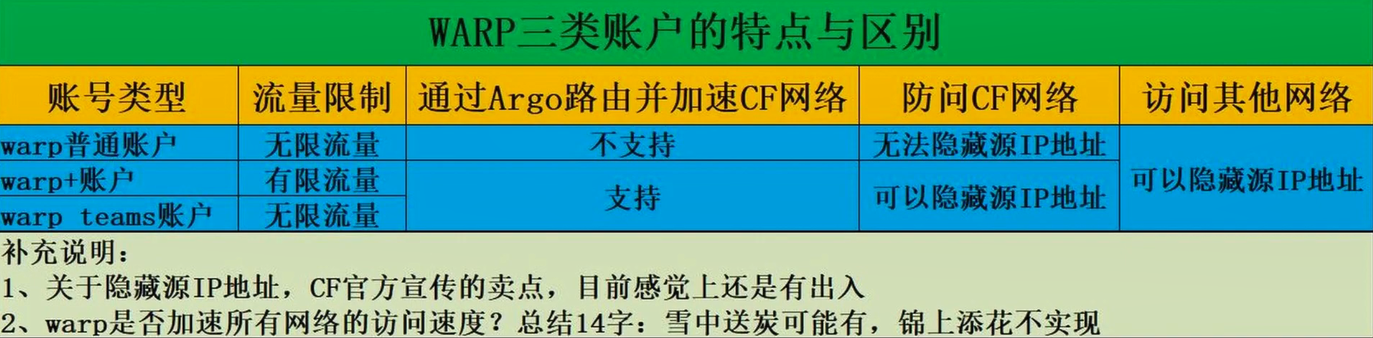 WARP三类账户的特点与区别
账号类型 流量限制 通过Argo路由并加速CF网络 防问CF网络 访问其他网络
warp普通账户 无限流量 不支持 无法隐藏源IP地址
warp+账户 有限流量 支持 可以隐藏源IP地址 可以隐藏源IP地址
warp teams账户 无限流量
补充说明：
1、关于隐藏源IP地址，CF官方宣传的卖点，目前感觉上还是有出入
2、warp是否加速所有网络的访问速度？总结14字：雪中送炭可能有，锦上添花不实现